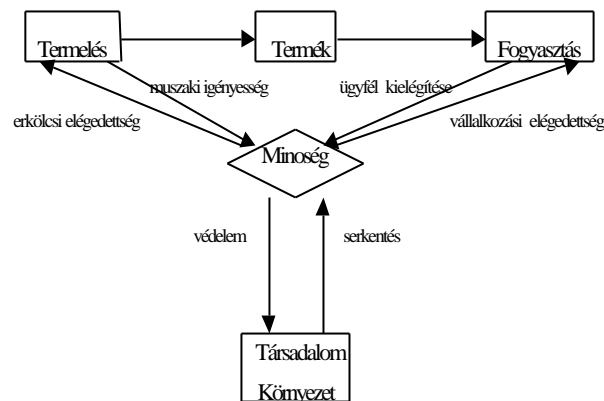 Termelés
Termék
Fogyasztás
muszaki igényesség
ügyfél kielégítése
erkölcsi elégedettség
vállalkozási elégedettség
Minoség
védelem
serkentés
Társadalom
Környezet